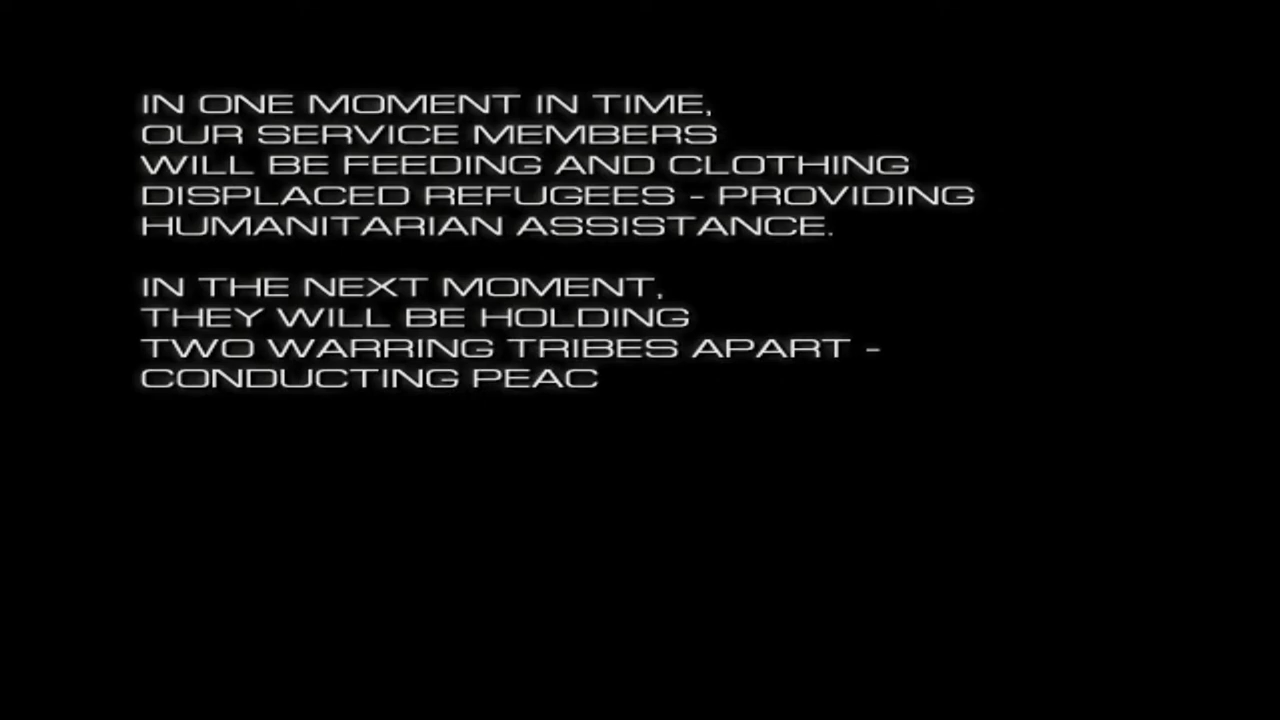 IN ONE MOMENT IN TIME,
OUR SERVICE MEMBERS
WILL BE FEEDING AND CLOTHING
DISPLACED REFUGEES - PROVIDING
HUMANITARIAN ASSISTANCE.
IN THE NEXT MOMENT,
THEY WILL BE HOLDING
TWO WARRING TRIBES APART -
CONDUCTING PEAC